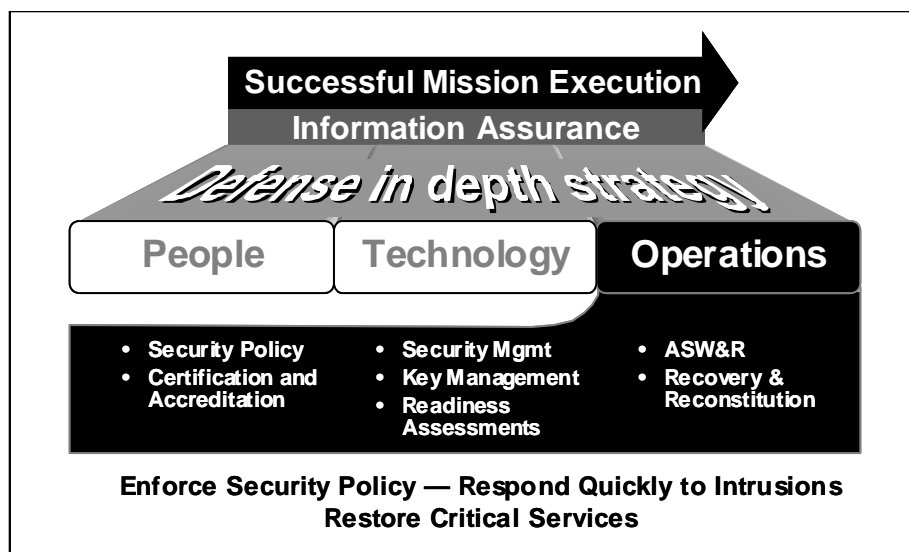 Successful Mission Execution
Information Assurance
Defense in depth strategy
People
Technology
Operations
• Security Policy
• Certification and
Accreditation
• Security Mgmt
• Key Management
• Readiness
Assessments
• ASW&R
• Recovery &
Reconstitution
Enforce Security Policy — Respond Quickly to Intrusions
Restore Critical Services